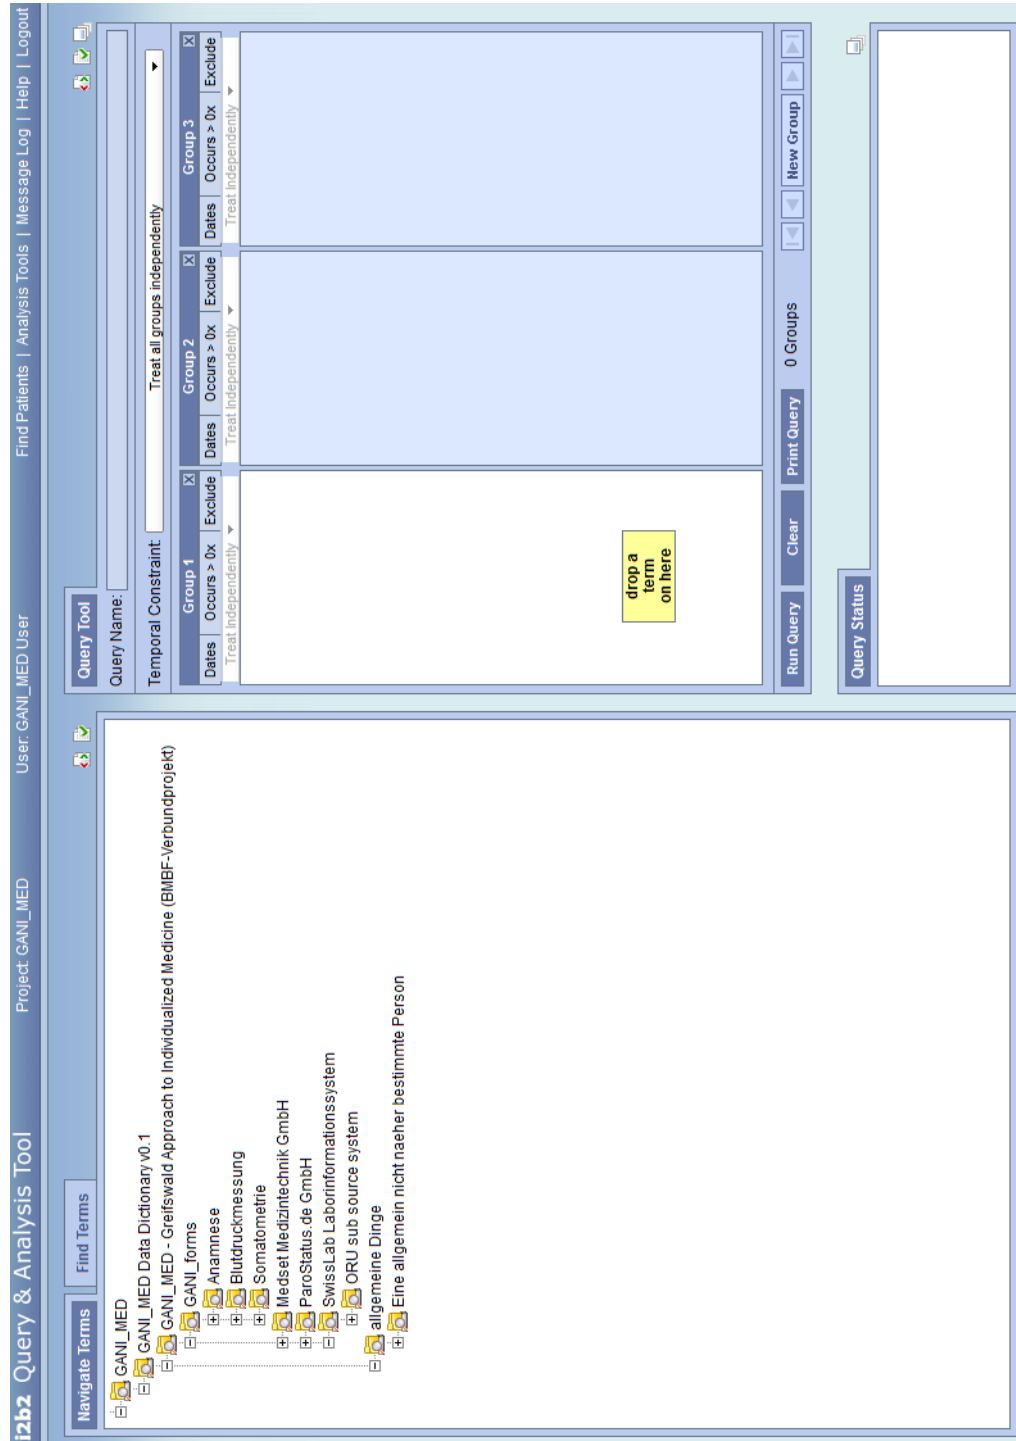 i2b2 Query & Analysis Tool Project: GANI_MED User: GANI_MED User Find Patients | Analysis Tools | Message Log | Help | Logout
Navigate Terms Find Terms
GANI_MED
GANI_MED Data Dictionary v0.1
GANI_MED - Greifswald Approach to Individualized Medicine (BMBF-Verbundprojekt)
GANI_forms
Anamnese
Blutdruckmessung
Somatometrie
Medset Medizintechnik GmbH
ParoStatus.de GmbH
SwissLab Laborinformationssystem
ORU sub source system
allgemeine Dinge
Eine allgemein nicht naeher bestimmte Person
Query Tool
Query Name:
Temporal Constraint: Treat all groups independently
Group 1 X Group 2 X Group 3 X
Dates Occurs > 0x Exclude Dates Occurs > 0x Exclude Dates Occurs > 0x Exclude
Treat Independently Treat Independently Treat Independently
drop a
term
on here
Run Query Clear Print Query 0 Groups New Group
Query Status